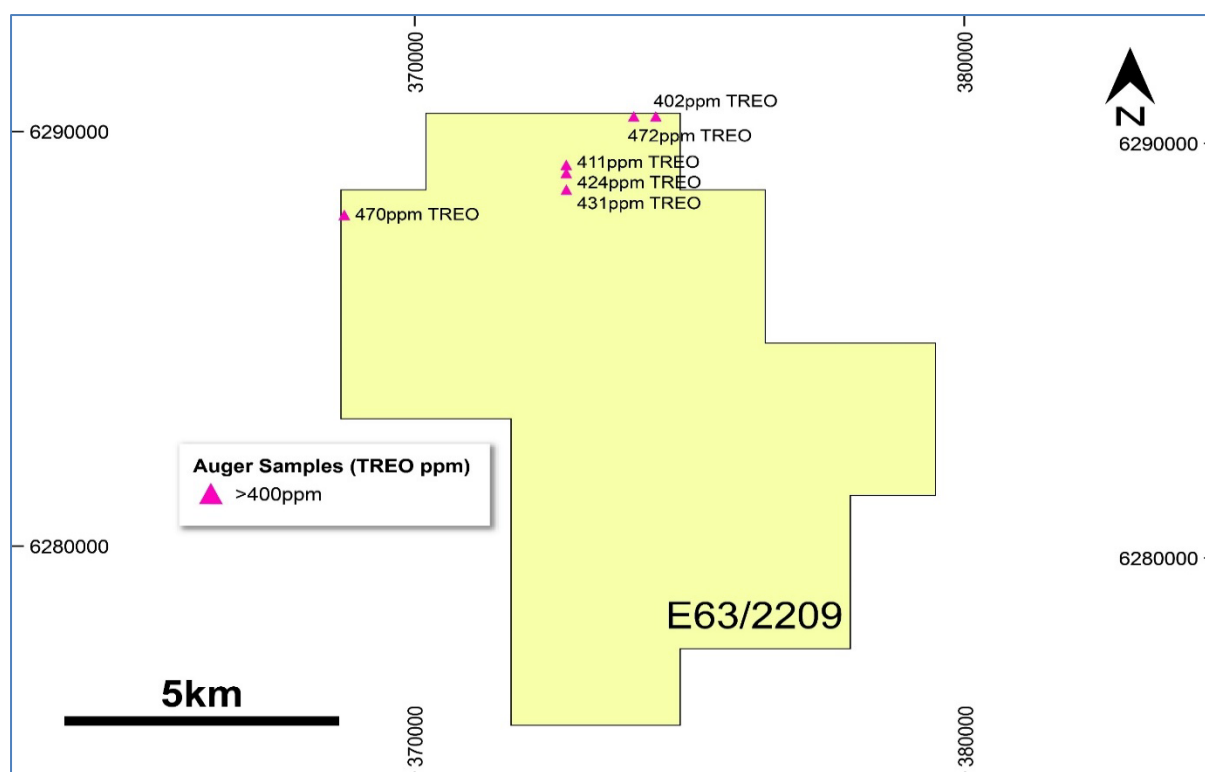 370000
380000
402ppm TREO
6290000
472ppm TREO
6290000
411ppm TREO
424ppm TREO
431ppm TREO
470ppm TREO
Auger Samples (TREO ppm)
>400ppm
6280000
6280000
E63/2209
5km
370000
380000
N